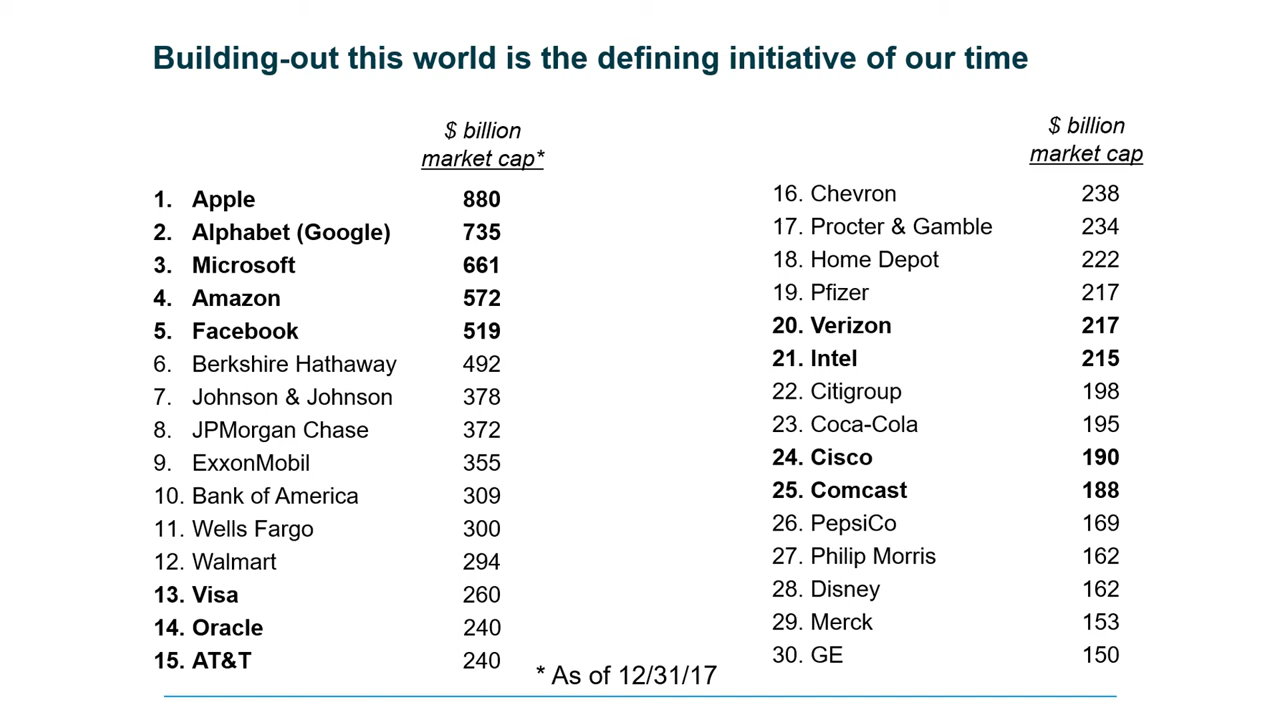 Building-out this world is the defining initiative of our time
$ billion
market cap*
1. Apple 880
2. Alphabet (Google) 735
3. Microsoft 661
4. Amazon 572
5. Facebook 519
6. Berkshire Hathaway 492
7. Johnson & Johnson 378
8. JPMorgan Chase 372
9. ExxonMobil 355
10. Bank of America 309
11. Wells Fargo 300
12. Walmart 294
13. Visa 260
14. Oracle 240
15. AT&T 240
$ billion
market cap
16. Chevron 238
17. Procter & Gamble 234
18. Home Depot 222
19. Pfizer 217
20. Verizon 217
21. Intel 215
22. Citigroup 198
23. Coca-Cola 195
24. Cisco 190
25. Comcast 188
26. PepsiCo 169
27. Philip Morris 162
28. Disney 162
29. Merck 153
30. GE 150
* As of 12/31/17